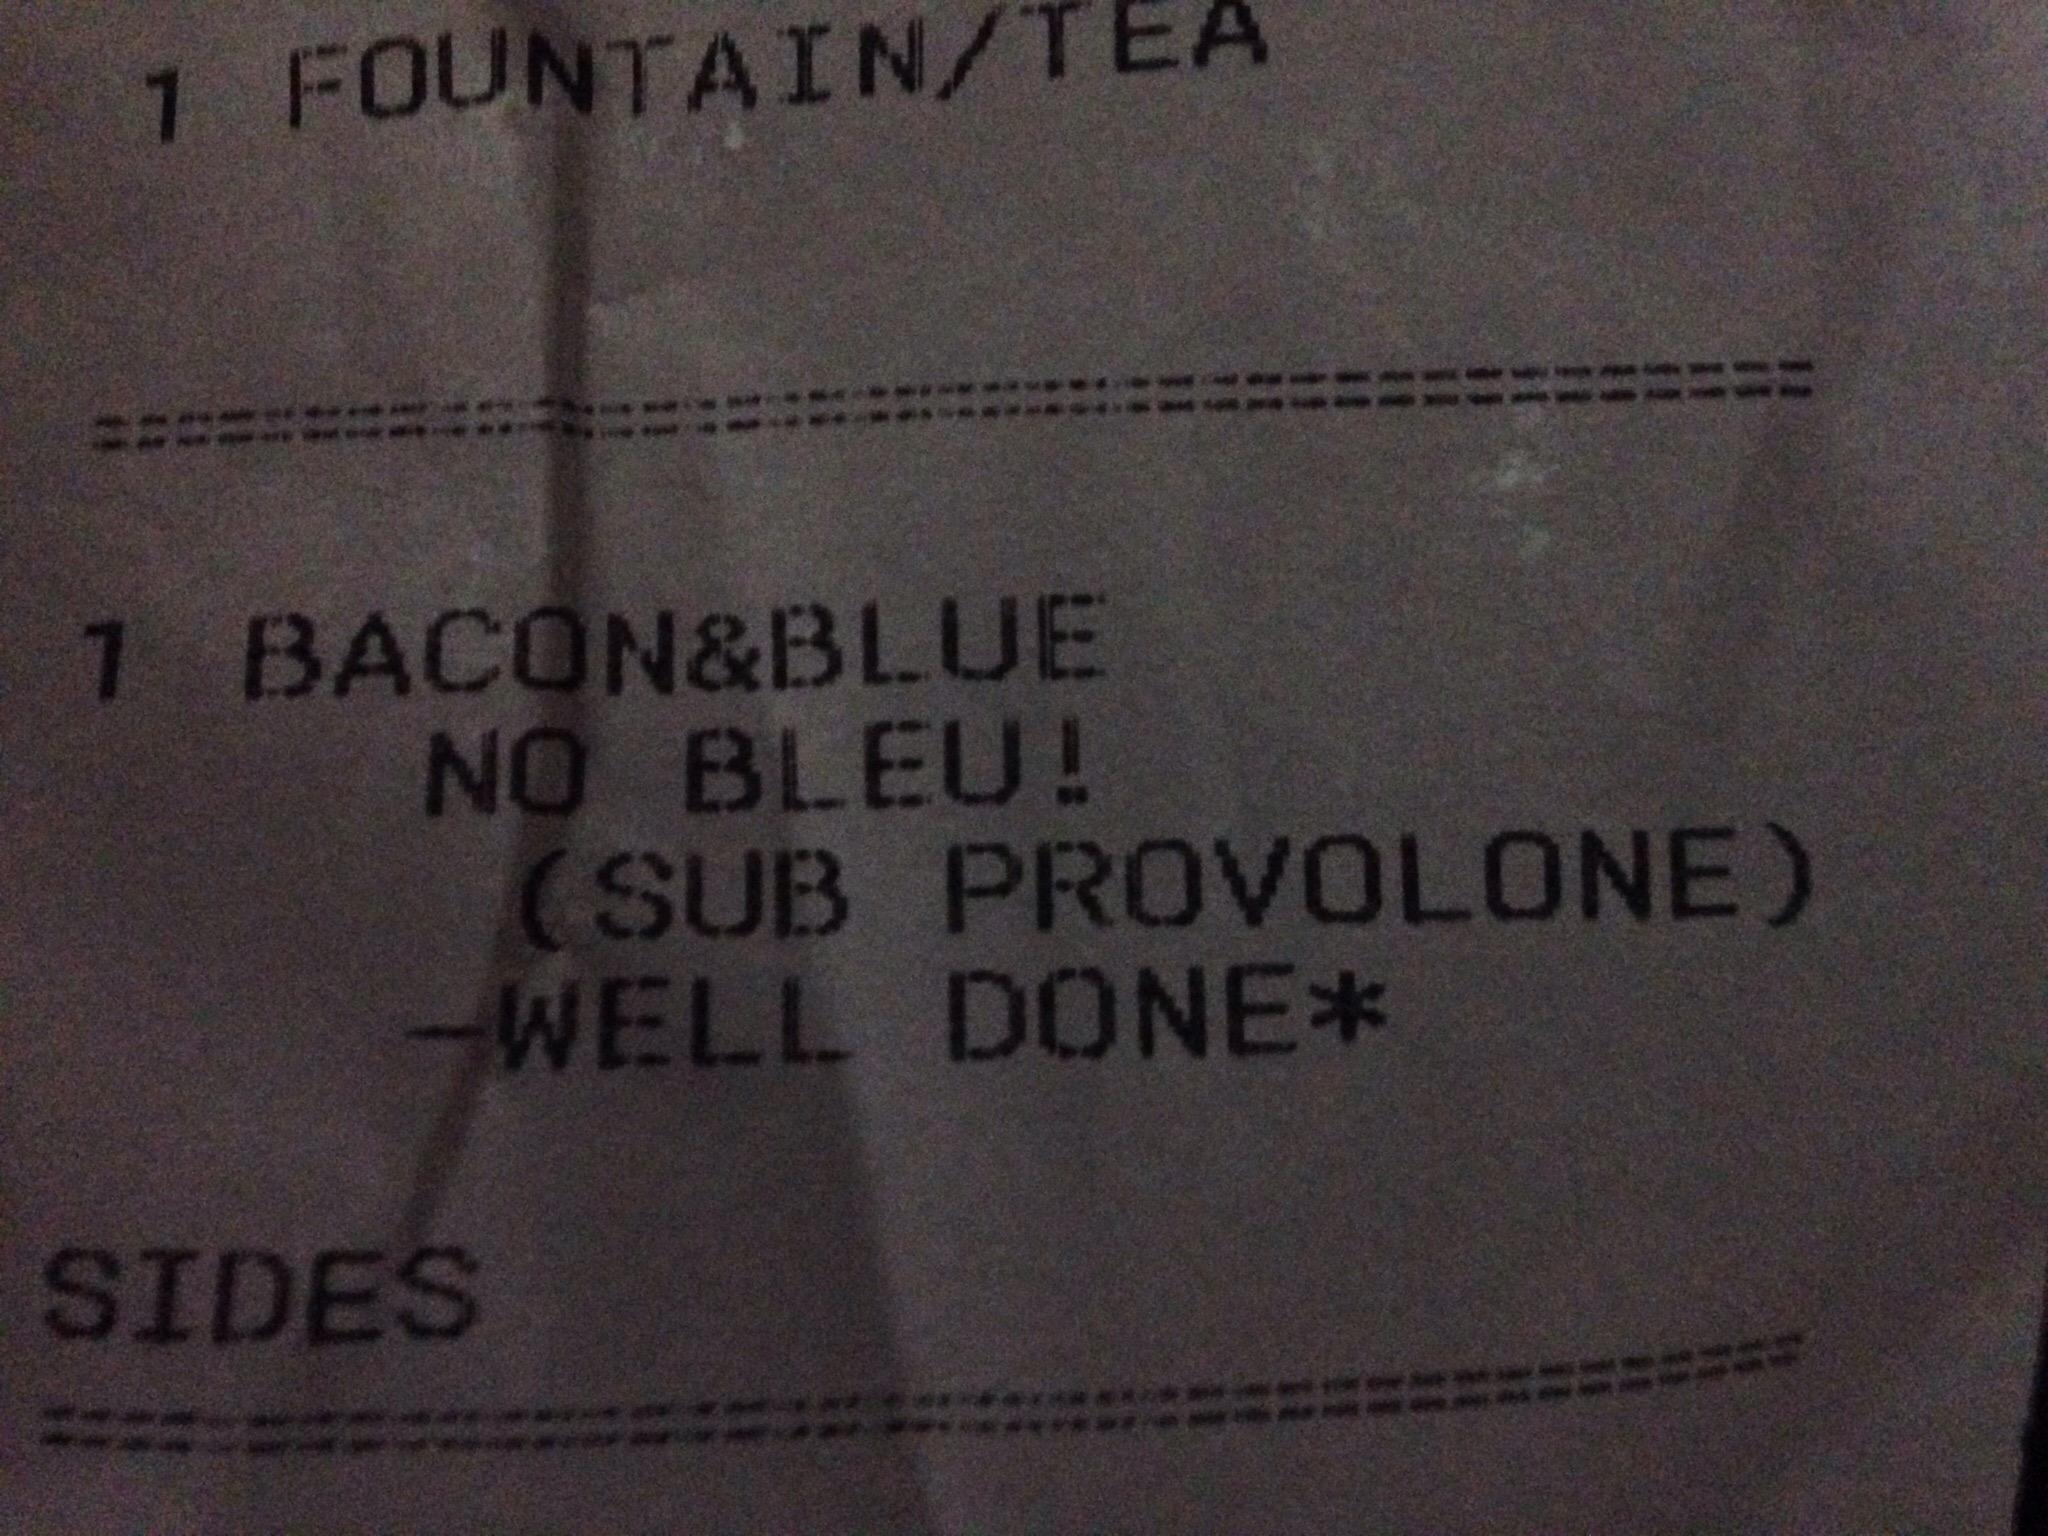 1 FOUNTAIN/TEA
========================================
1 BACON&BLUE
NO BLEU!
(SUB PROVOLONE)
-WELL DONE*
SIDES
========================================